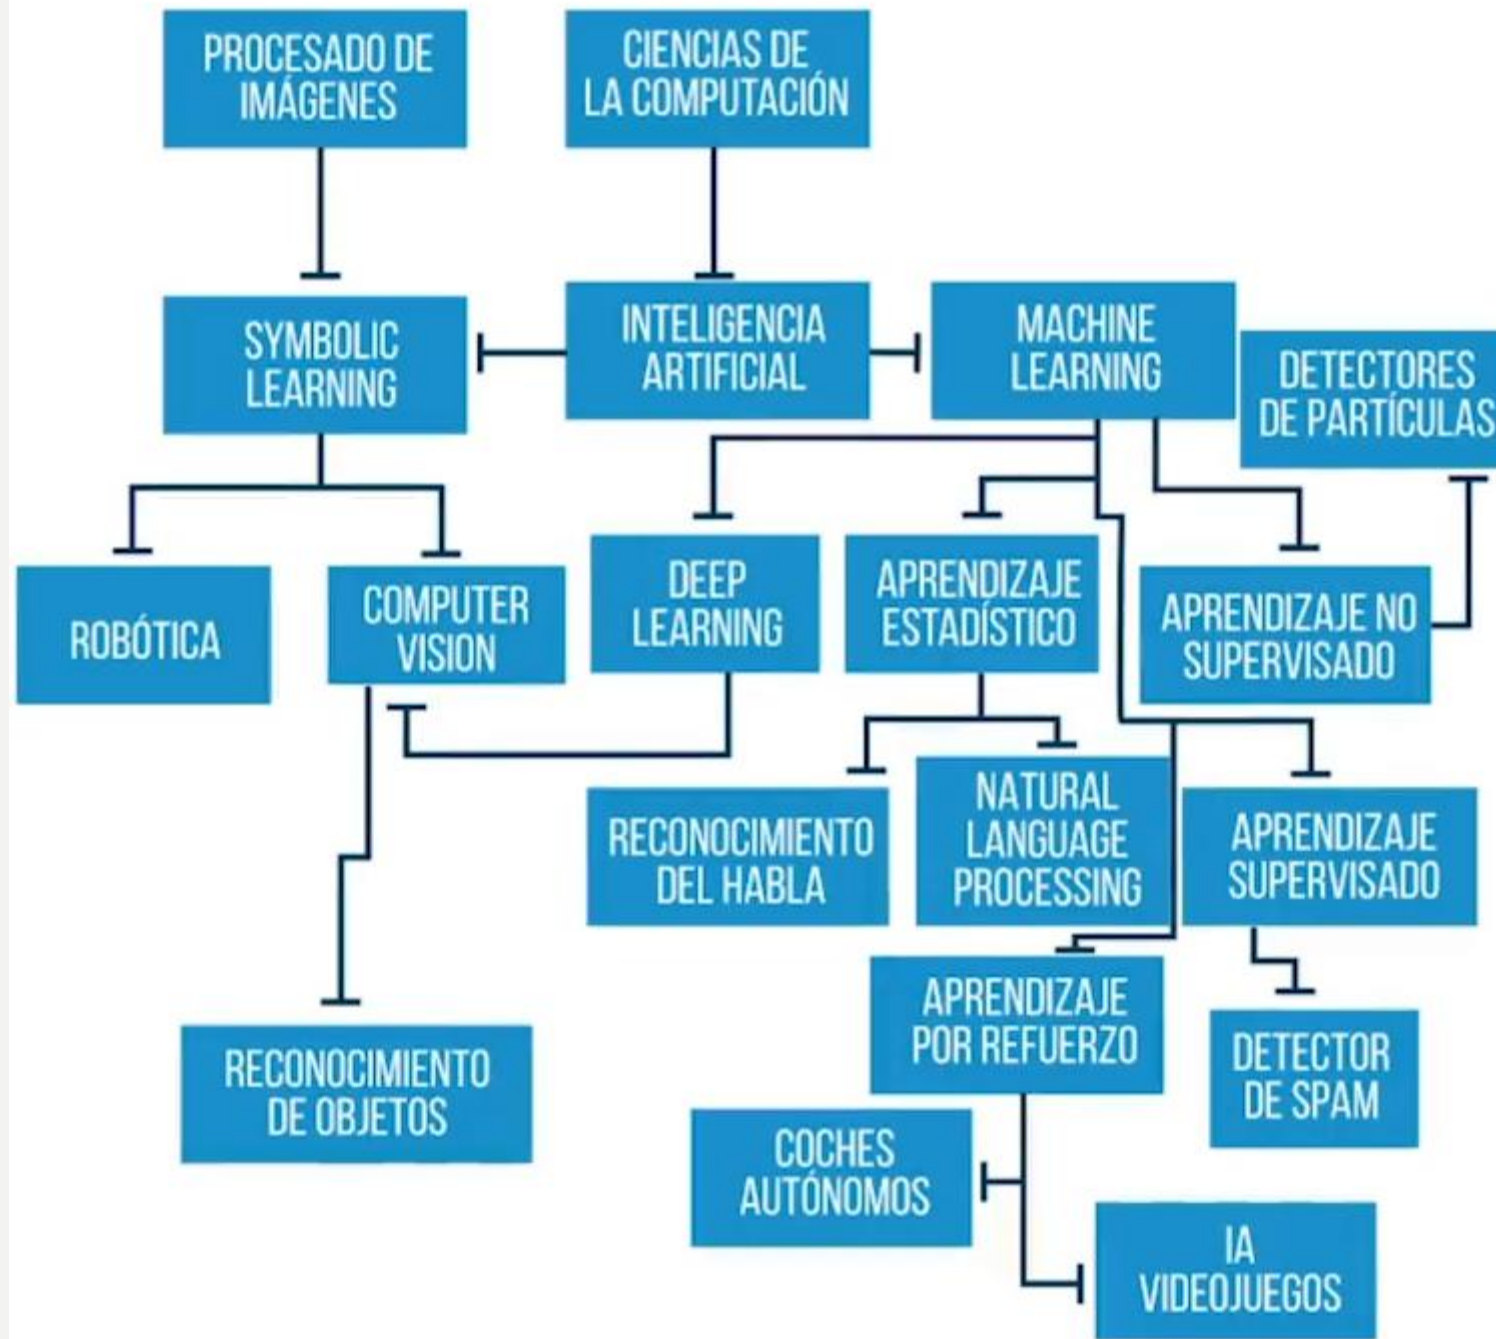 PROCESADO DE
IMÁGENES
CIENCIAS DE
LA COMPUTACIÓN
SYMBOLIC
LEARNING
INTELIGENCIA
ARTIFICIAL
MACHINE
LEARNING
DETECTORES
DE PARTÍCULAS
ROBÓTICA
COMPUTER
VISION
DEEP
LEARNING
APRENDIZAJE
ESTADÍSTICO
APRENDIZAJE NO
SUPERVISADO
RECONOCIMIENTO
DEL HABLA
NATURAL
LANGUAGE
PROCESSING
APRENDIZAJE
SUPERVISADO
APRENDIZAJE
POR REFUERZO
DETECTOR
DE SPAM
RECONOCIMIENTO
DE OBJETOS
COCHES
AUTÓNOMOS
IA
VIDEOJUEGOS